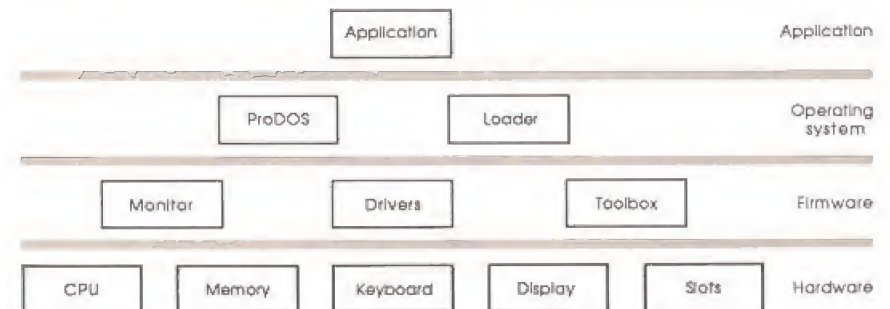 Application
Application
ProDOS
Loader
Operating
system
Monitor
Drivers
Toolbox
Firmware
CPU
Memory
Keyboard
Display
Slots
Hardware